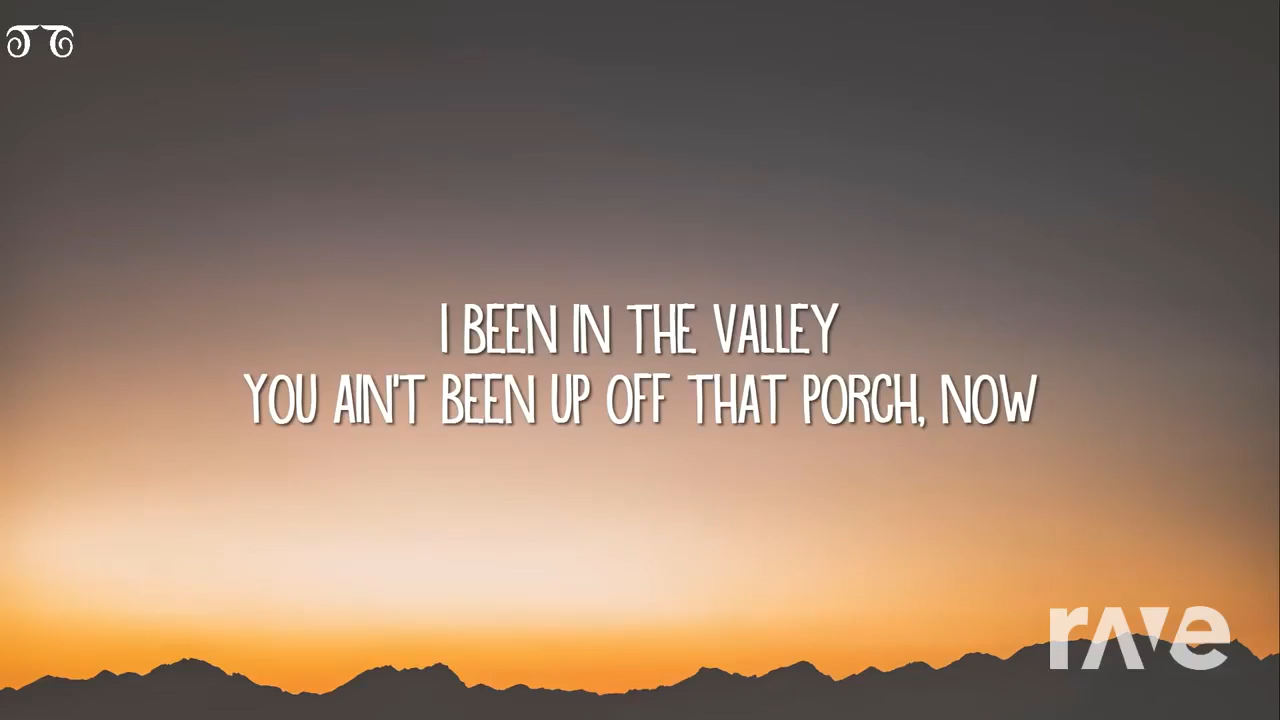 I BEEN IN THE VALLEY
YOU AIN'T BEEN UP OFF THAT PORCH, NOW
rave